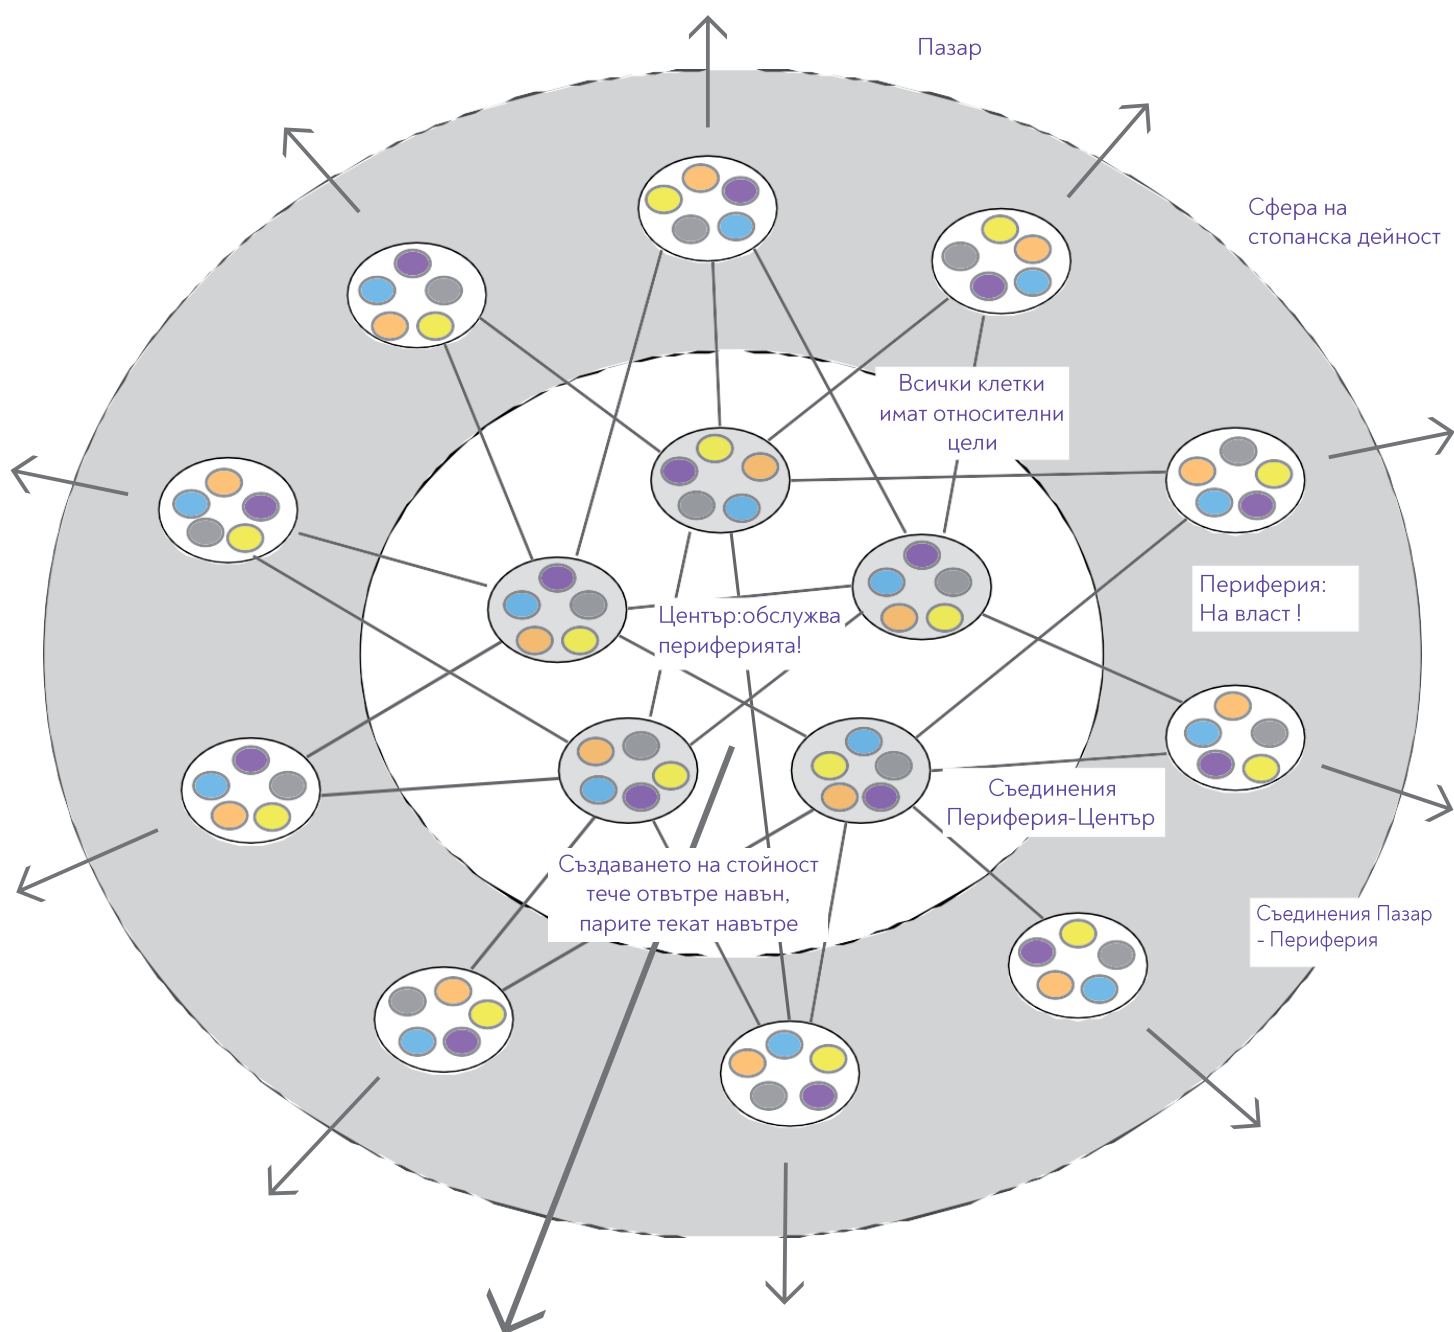 Пазар
Сфера на
стопанска дейност
Всички клетки
имат относителни
цели
Периферия:
На власт !
Център:обслужва
периферията!
Съединения
Периферия-Център
Създаването на стойност
тече отвътре навън,
парите текат навътре
Съединения Пазар
- Периферия